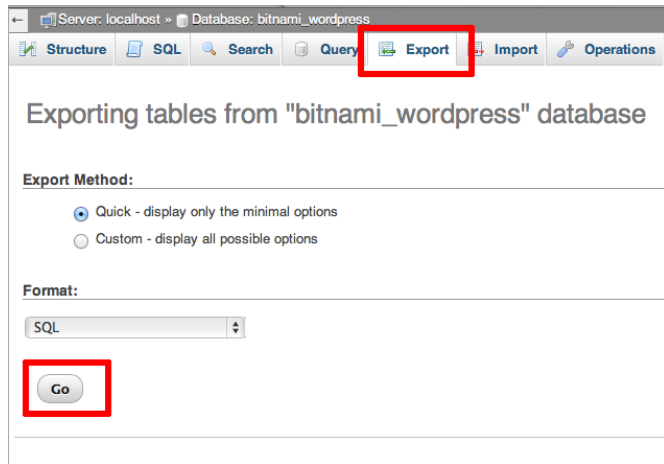 ← Server: localhost » Database: bitnami_wordpress
Structure SQL Search Query Export Import Operations
Exporting tables from "bitnami_wordpress" database
Export Method:
Quick - display only the minimal options
Custom - display all possible options
Format:
SQL
Go